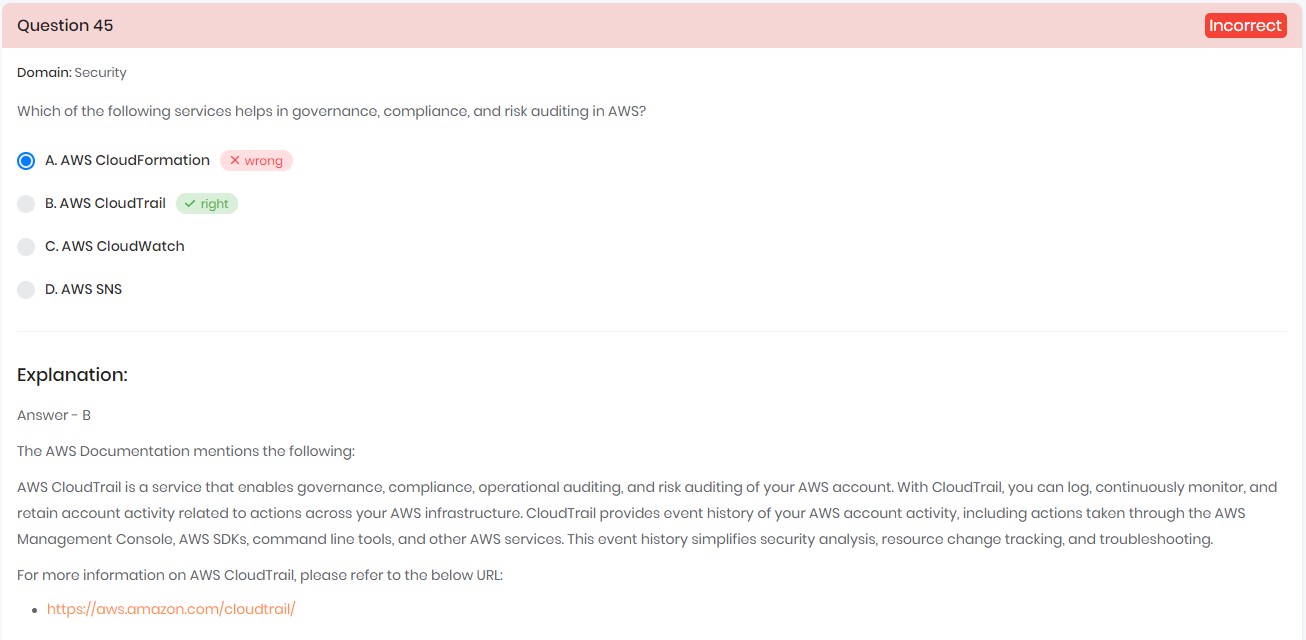 Question 45
Incorrect
Domain: Security
Which of the following services helps in governance, compliance, and risk auditing in AWS?
A. AWS CloudFormation wrong
B. AWS CloudTrail right
C. AWS CloudWatch
D. AWS SNS
Explanation:
Answer - B
The AWS Documentation mentions the following:
AWS CloudTrail is a service that enables governance, compliance, operational auditing, and risk auditing of your AWS account. With CloudTrail, you can log, continuously monitor, and
retain account activity related to actions across your AWS infrastructure. CloudTrail provides event history of your AWS account activity, including actions taken through the AWS
Management Console, AWS SDKs, command line tools, and other AWS services. This event history simplifies security analysis, resource change tracking, and troubleshooting.
For more information on AWS CloudTrail, please refer to the below URL:
https://aws.amazon.com/cloudtrail/